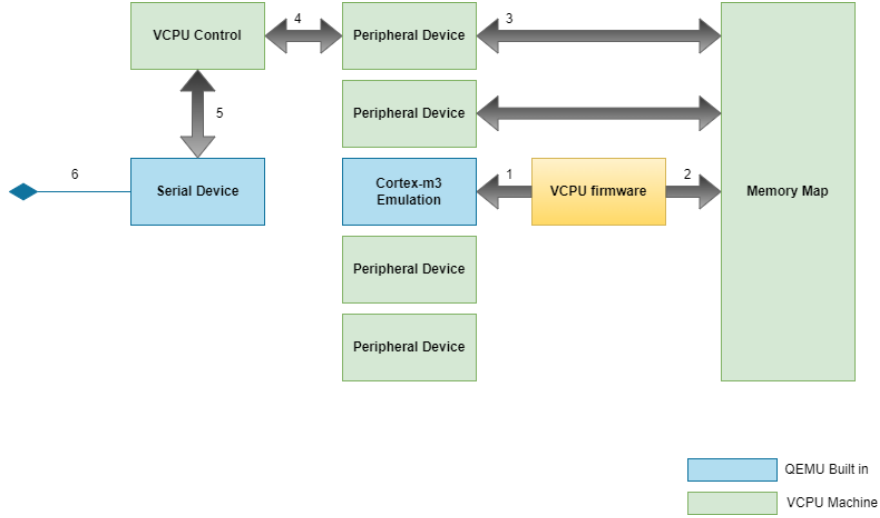 VCPU Control
4
Peripheral Device
3
5
Peripheral Device
6
Serial Device
Cortex-m3
Emulation
1
VCPU firmware
2
Memory Map
Peripheral Device
Peripheral Device
QEMU Built in
VCPU Machine